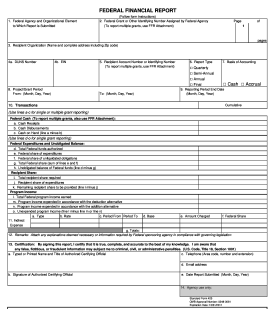 FEDERAL FINANCIAL REPORT
(Follow form instructions)
1. Federal Agency and Organizational Element
to Which Report is Submitted
2. Federal Grant or Other Identifying Number Assigned by Federal Agency
(To report multiple grants, use FFR Attachment)
Page
of
pages
3. Recipient Organization (Name and complete address including Zip code)
4a. DUNS Number
4b. EIN
5. Recipient Account Number or Identifying Number
(To report multiple grants, use FFR Attachment)
6. Report Type
□ Quarterly
□ Semi-Annual
□ Annual
□ Final
7. Basis of Accounting
□ Cash □ Accrual
8. Project/Grant Period
From: (Month, Day, Year)
To: (Month, Day, Year)
9. Reporting Period End Date
(Month, Day, Year)
10. Transactions
Cumulative
(Use lines a-c for single or multiple grant reporting)
Federal Cash (To report multiple grants, also use FFR Attachment):
a. Cash Receipts
b. Cash Disbursements
c. Cash on Hand (line a minus b)
(Use lines d-o for single grant reporting)
Federal Expenditures and Unobligated Balance:
d. Total Federal funds authorized
e. Federal share of expenditures
f. Federal share of unliquidated obligations
g. Total Federal share (sum of lines e and f)
h. Unobligated balance of Federal funds (line d minus g)
Recipient Share:
i. Total recipient share required
j. Recipient share of expenditures
k. Remaining recipient share to be provided (line i minus j)
Program Income:
l. Total Federal program income earned
m. Program income expended in accordance with the deduction alternative
n. Program income expended in accordance with the addition alternative
o. Unexpended program income (line l minus line m or line n)
11. Indirect
Expense
a. Type
b. Rate
c. Period From
Period To
d. Base
e. Amount Charged
f. Federal Share
g. Totals:
12. Remarks: Attach any explanations deemed necessary or information required by Federal sponsoring agency in compliance with governing legislation:
13. Certification: By signing this report, I certify that it is true, complete, and accurate to the best of my knowledge. I am aware that
any false, fictitious, or fraudulent information may subject me to criminal, civil, or administrative penalties. (U.S. Code, Title 18, Section 1001)
a. Typed or Printed Name and Title of Authorized Certifying Official
c. Telephone (Area code, number and extension)
d. Email address
b. Signature of Authorized Certifying Official
e. Date Report Submitted (Month, Day, Year)
14. Agency use only:
Standard Form 425